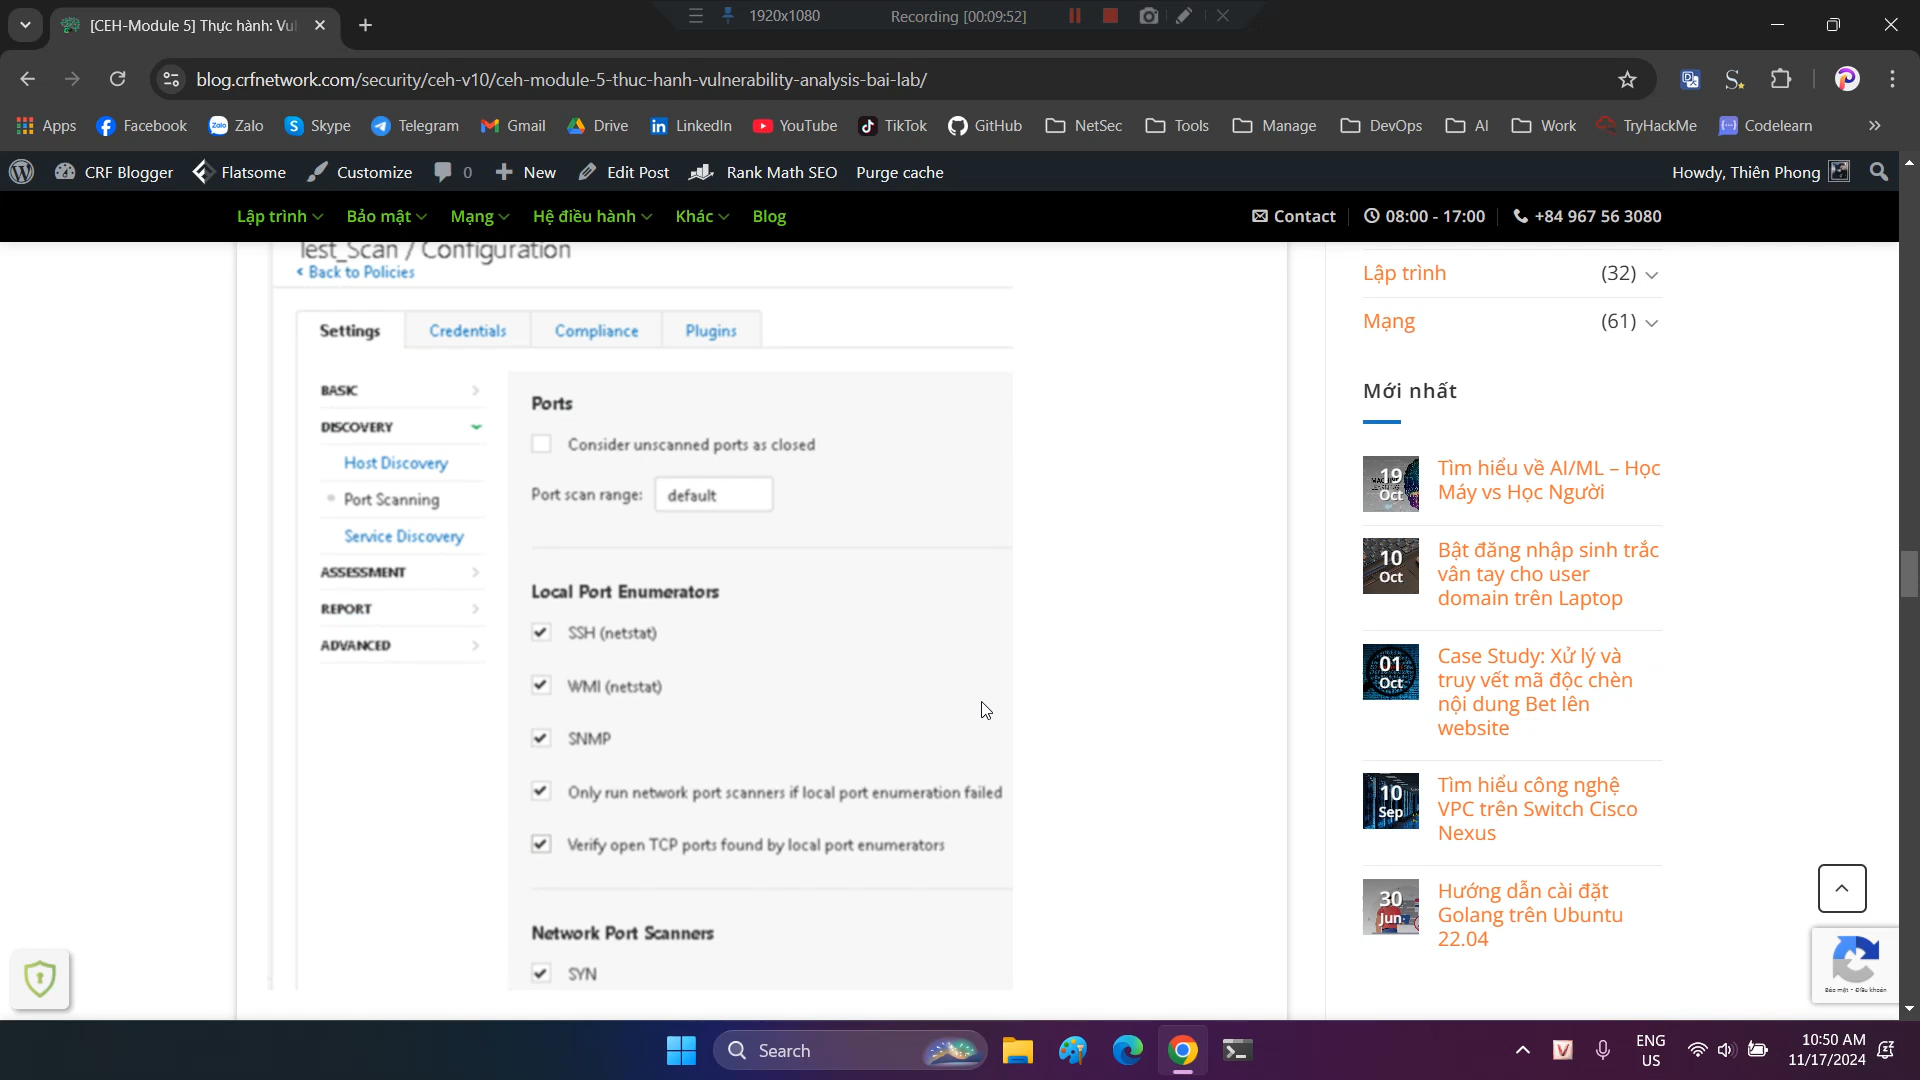 [CEH-Module 5] Thực hành: Vul
1920x1080
Recording [00:09:52]
blog.crfnetwork.com/security/ceh-v10/ceh-module-5-thuc-hanh-vulnerability-analysis-bai-lab/
Apps
Facebook
Zalo
Skype
Telegram
Gmail
Drive
LinkedIn
YouTube
TikTok
GitHub
NetSec
Tools
Manage
DevOps
AI
Work
TryHackMe
Codelearn
CRF Blogger
Flatsome
Customize
0
New
Edit Post
Rank Math SEO
Purge cache
Howdy, Thiên Phong
Lập trình
Bảo mật
Mạng
Hệ điều hành
Khác
Blog
Contact
08:00 - 17:00
+84 967 56 3080
Test_Scan / Configuration
< Back to Policies
Settings
Credentials
Compliance
Plugins
BASIC
DISCOVERY
Host Discovery
Port Scanning
Service Discovery
ASSESSMENT
REPORT
ADVANCED
Ports
Consider unscanned ports as closed
Port scan range: default
Local Port Enumerators
SSH (netstat)
WMI (netstat)
SNMP
Only run network port scanners if local port enumeration failed
Verify open TCP ports found by local port enumerators
Network Port Scanners
SYN
Lập trình (32)
Mạng (61)
Mới nhất
19
Oct
Tìm hiểu về AI/ML – Học
Máy vs Học Người
10
Oct
Bật đăng nhập sinh trắc
vân tay cho user
domain trên Laptop
01
Oct
Case Study: Xử lý và
truy vết mã độc chèn
nội dung Bet lên
website
10
Sep
Tìm hiểu công nghệ
VPC trên Switch Cisco
Nexus
30
Jun
Hướng dẫn cài đặt
Golang trên Ubuntu
22.04
Bảo mật - Điều khoản
Search
ENG
US
10:50 AM
11/17/2024